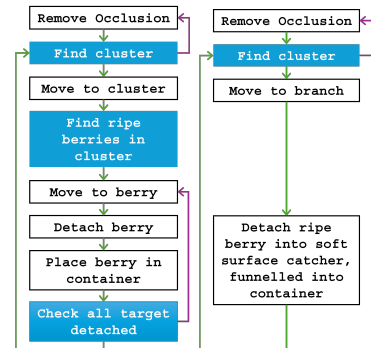 Remove Occlusion
Find cluster
Move to cluster
Find ripe
berries in
cluster
Move to berry
Detach berry
Place berry in
container
Check all target
detached
Remove Occlusion
Find cluster
Move to branch
Detach ripe
berry into soft
surface catcher,
funnelled into
container